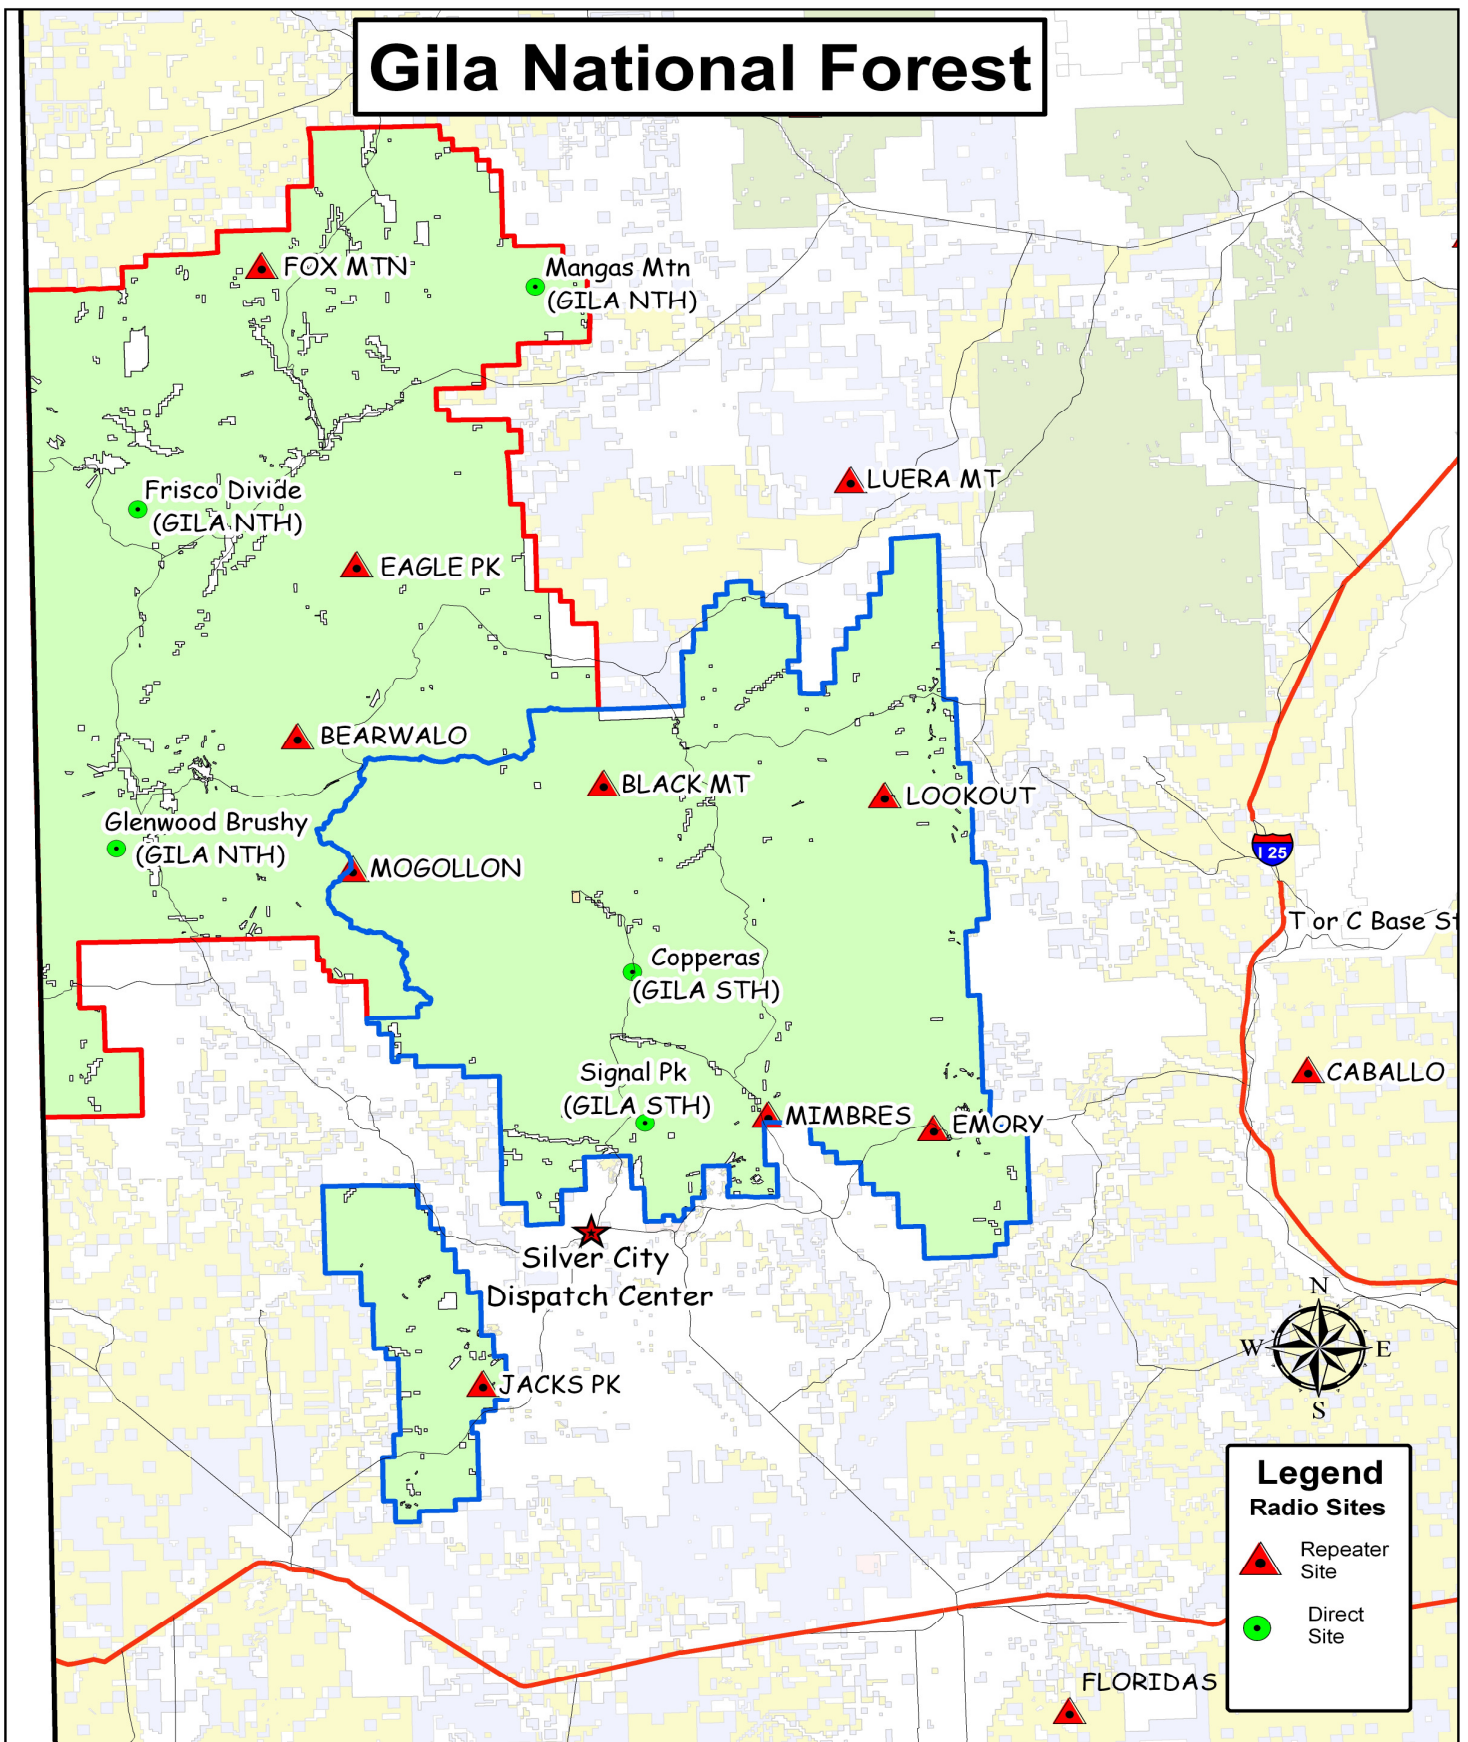 Gila National Forest
FOX MTN
Mangas Mtn
(GILA NTH)
LUERA MT
Frisco Divide
(GILA NTH)
EAGLE PK
BEARWALO
BLACK MT
LOOKOUT
Glenwood Brushy
(GILA NTH)
MOGOLLON
I 25
T or C Base St
Copperas
(GILA STH)
Signal Pk
(GILA STH)
CABALLO
MIMBRES
EMORY
Silver City
Dispatch Center
JACKS PK
N
W
E
S
Legend
Radio Sites
Repeater
Site
Direct
Site
FLORIDAS